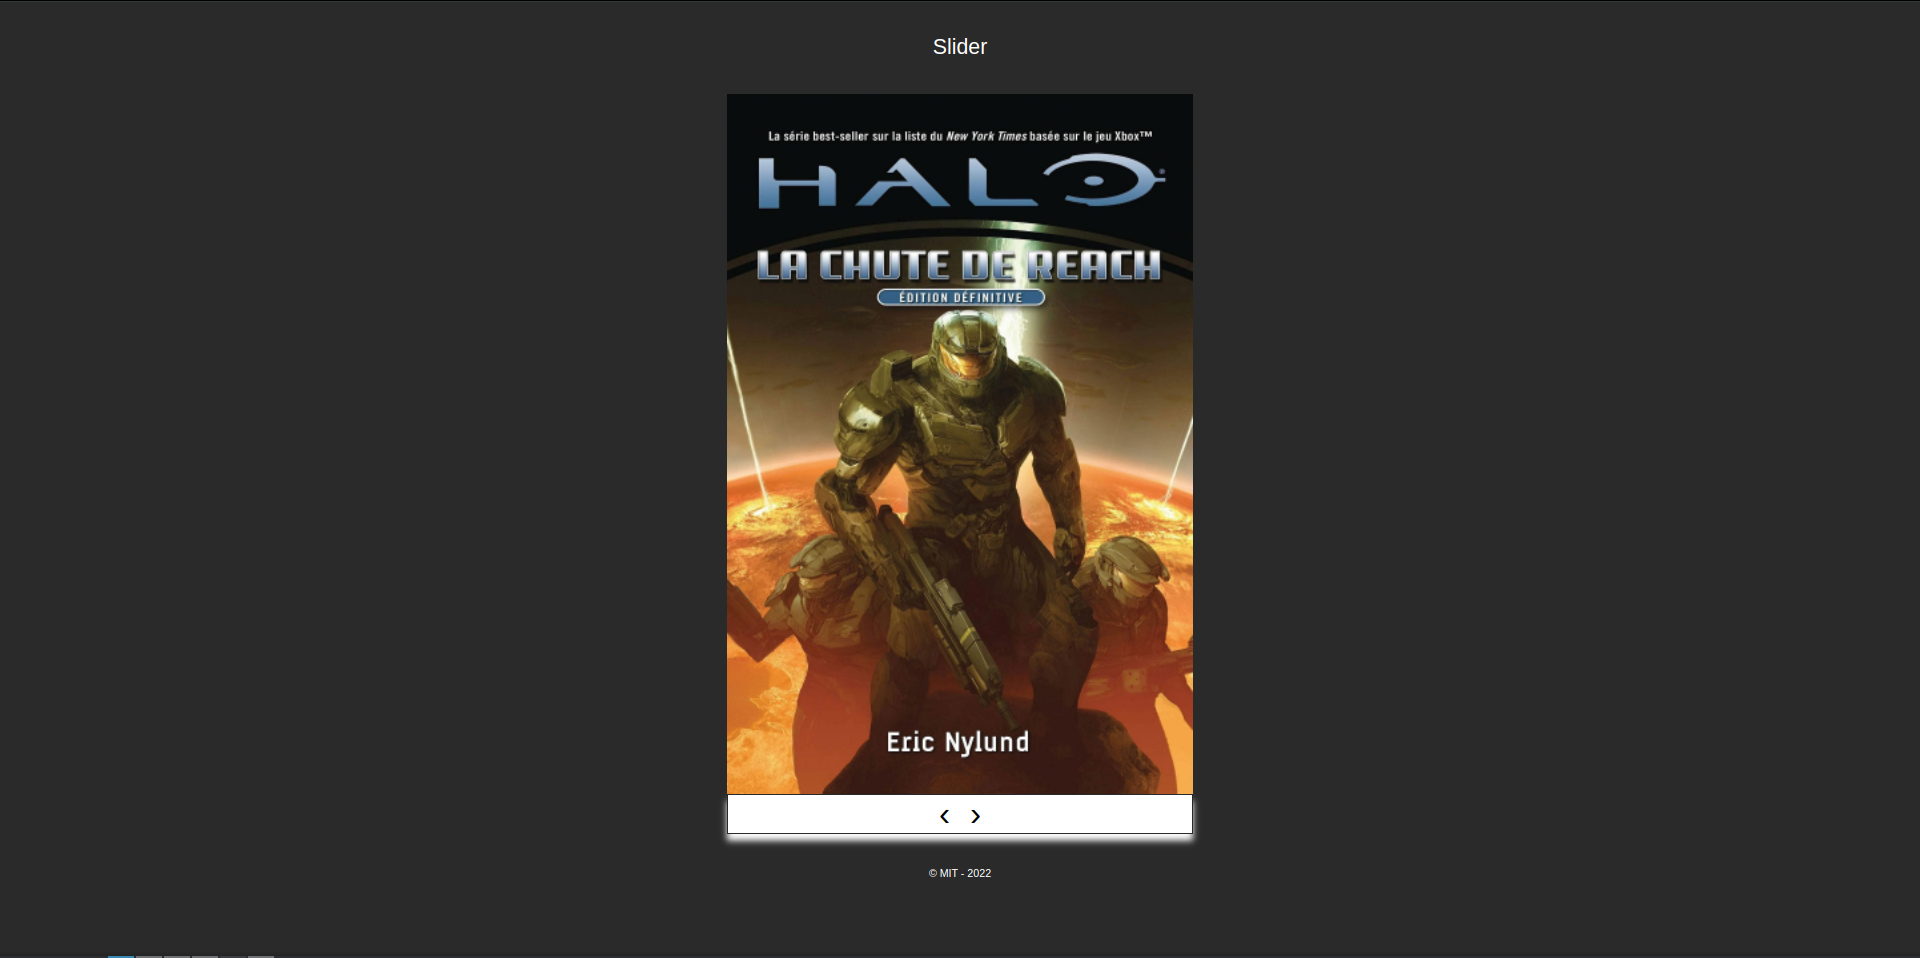 Slider
La série best-seller sur la liste du New York Times basée sur le jeu Xbox™
HALO®
LA CHUTE DE REACH
ÉDITION DÉFINITIVE
Eric Nylund
‹ ›
© MIT - 2022